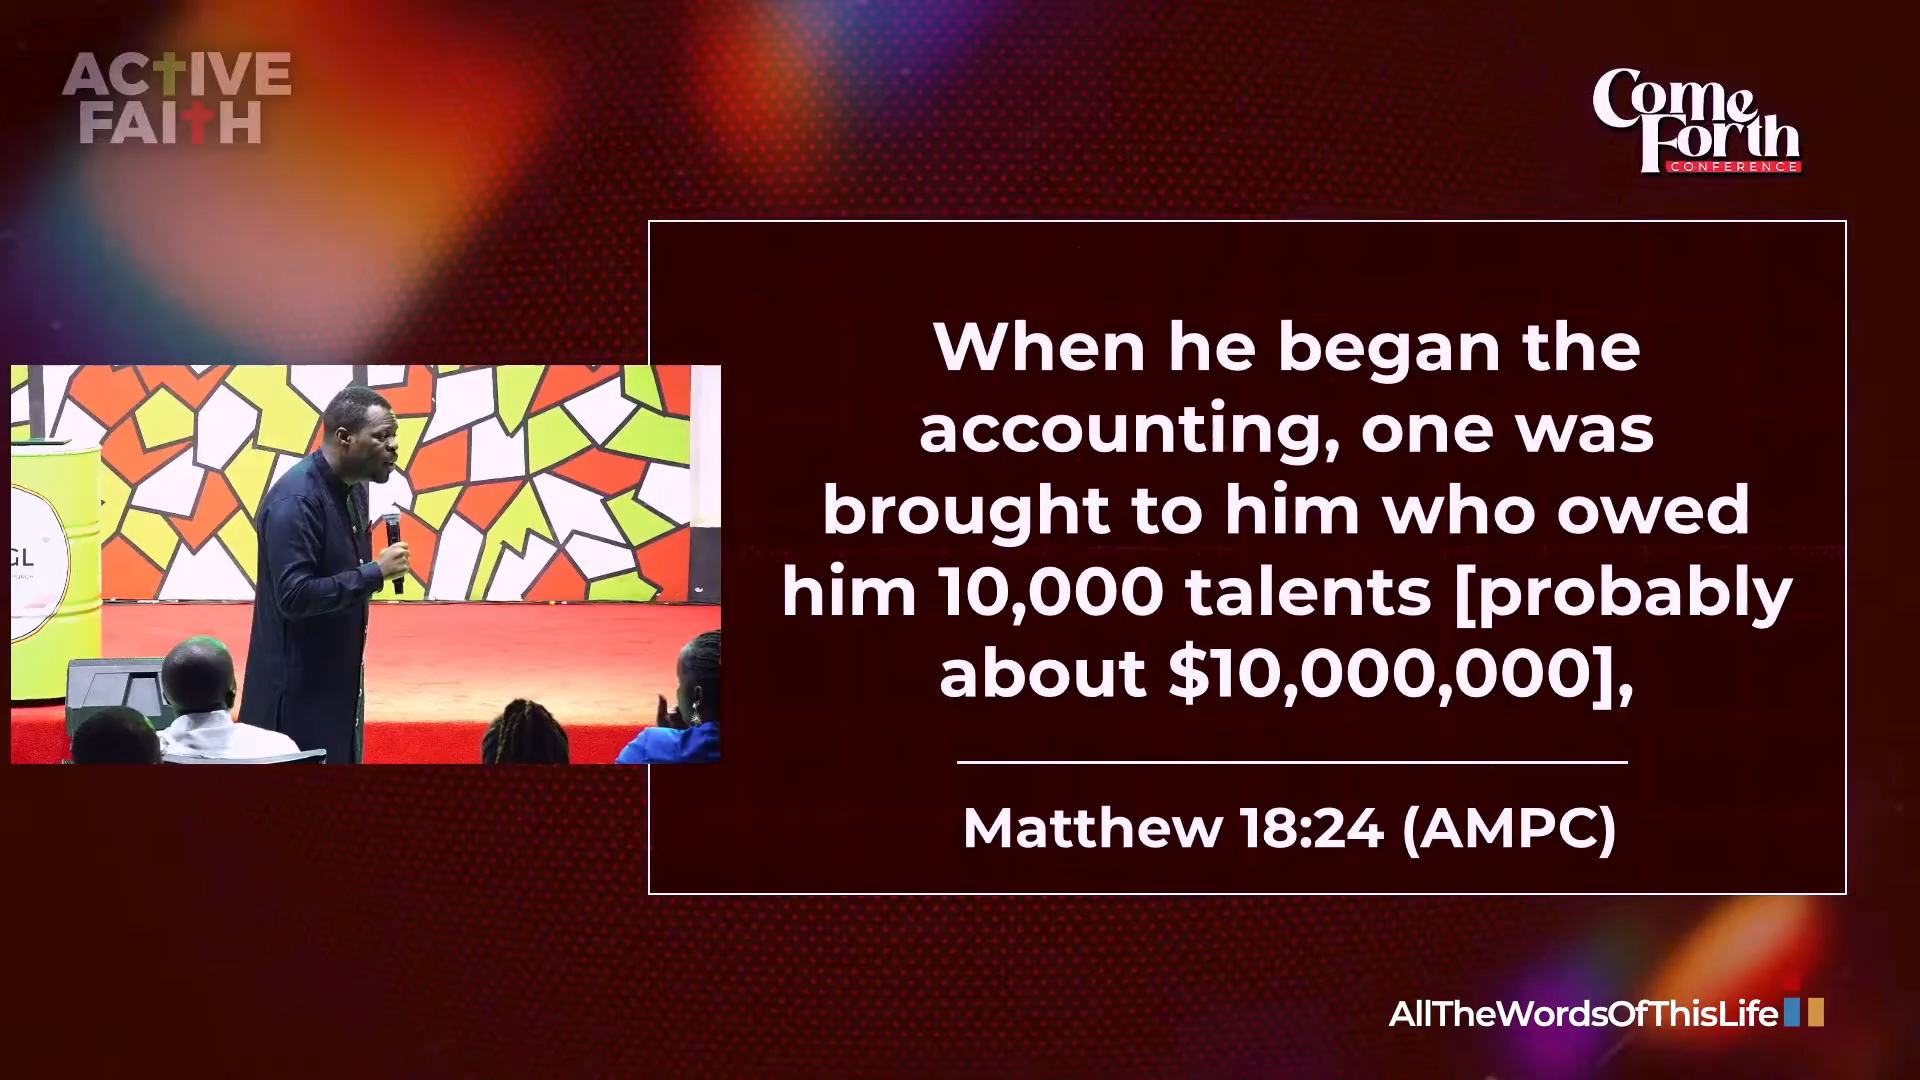 ACTIVE
FAITH
Come
Forth
CONFERENCE
When he began the
accounting, one was
brought to him who owed
him 10,000 talents [probably
about $10,000,000],
Matthew 18:24 (AMPC)
GL
AllTheWordsOfThisLife